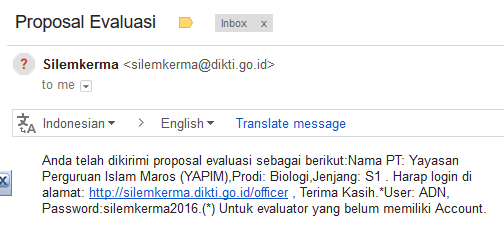 Proposal Evaluasi
Inbox x
? Silemkerma <silemkerma@dikti.go.id>
to me
Indonesian > English Translate message
Anda telah dikirimi proposal evaluasi sebagai berikut:Nama PT: Yayasan
Perguruan Islam Maros (YAPIM),Prodi: Biologi,Jenjang: S1 . Harap login di
alamat: http://silemkerma.dikti.go.id/officer , Terima Kasih.*User: ADN,
Password:silemkerma2016.(*) Untuk evaluator yang belum memiliki Account.